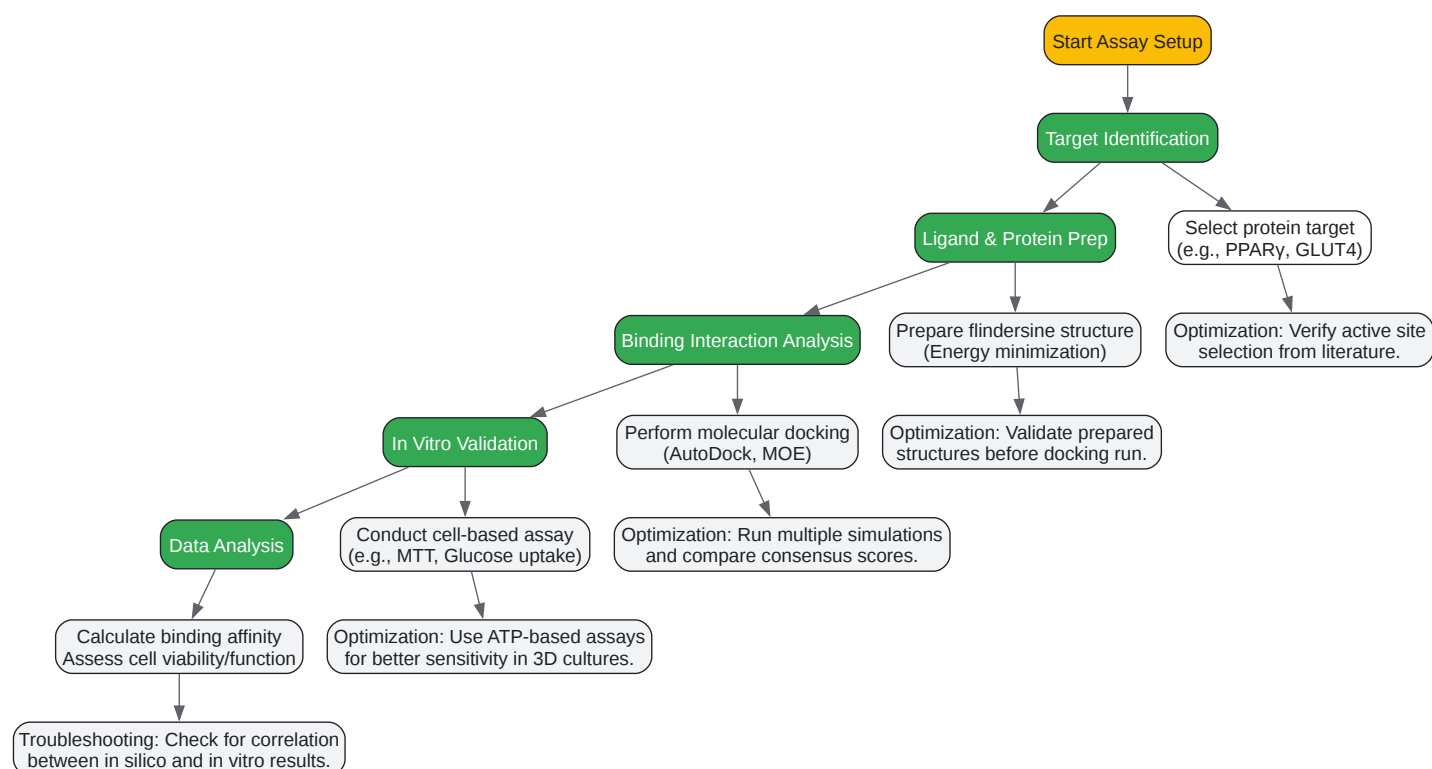 Start Assay Setup
Target Identification
Ligand & Protein Prep
Select protein target
(e.g., PPARγ, GLUT4)
Binding Interaction Analysis
Prepare flindersine structure
(Energy minimization)
Optimization: Verify active site
selection from literature.
In Vitro Validation
Perform molecular docking
(AutoDock, MOE)
Optimization: Validate prepared
structures before docking run.
Data Analysis
Conduct cell-based assay
(e.g., MTT, Glucose uptake)
Optimization: Run multiple simulations
and compare consensus scores.
Calculate binding affinity
Assess cell viability/function
Optimization: Use ATP-based assays
for better sensitivity in 3D cultures.
Troubleshooting: Check for correlation
between in silico and in vitro results.